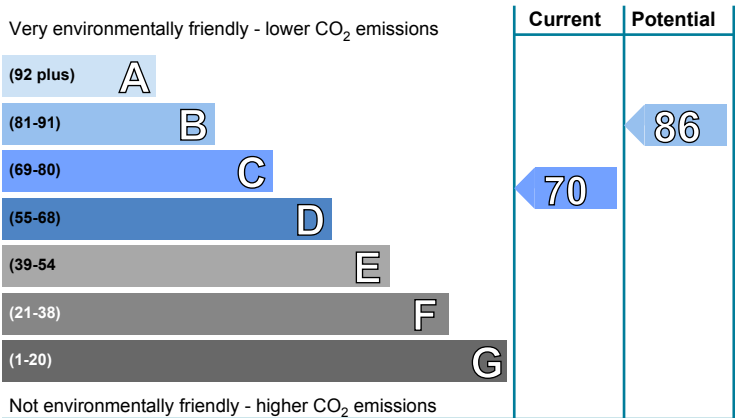 Current Potential
Very environmentally friendly - lower CO₂ emissions
(92 plus) A
(81-91) B
86
(69-80) C
70
(55-68) D
(39-54 E
(21-38) F
(1-20) G
Not environmentally friendly - higher CO₂ emissions